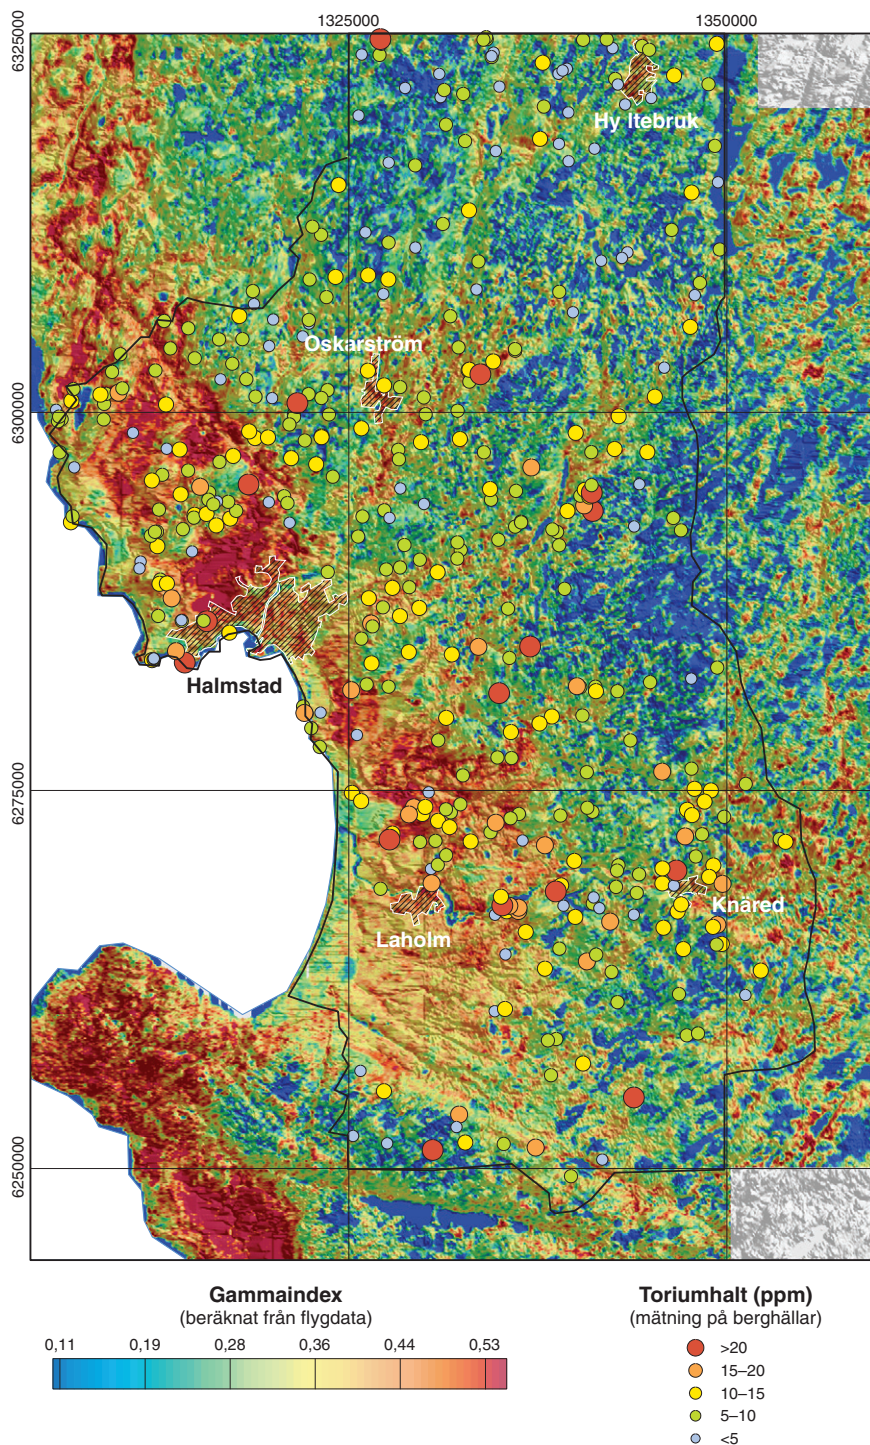 1325000
1350000
6325000
Hyltebruk
Oskarström
6300000
Halmstad
6275000
Knäred
Laholm
6250000
Gammaindex
(beräknat från flygdata)
0,11 0,19 0,28 0,36 0,44 0,53
Toriumhalt (ppm)
(mätning på berghällar)
>20
15–20
10–15
5–10
<5